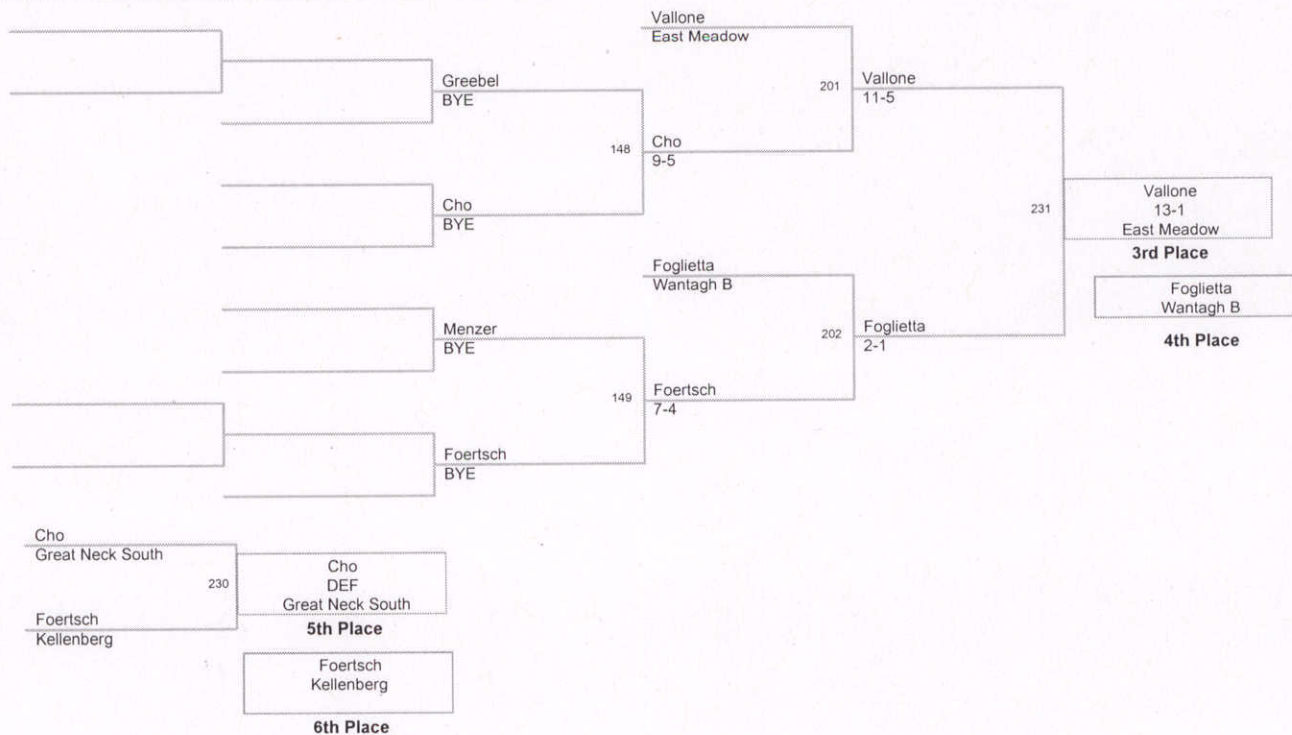 Vallone
East Meadow
Greebel
BYE
201
Vallone
11-5
148
Cho
9-5
Cho
BYE
231
Vallone
13-1
East Meadow
3rd Place
Foglietta
Wantagh B
Foglietta
Wantagh B
4th Place
Menzer
BYE
202
Foglietta
2-1
149
Foertsch
7-4
Foertsch
BYE
Cho
Great Neck South
230
Cho
DEF
Great Neck South
5th Place
Foertsch
Kellenberg
Foertsch
Kellenberg
6th Place